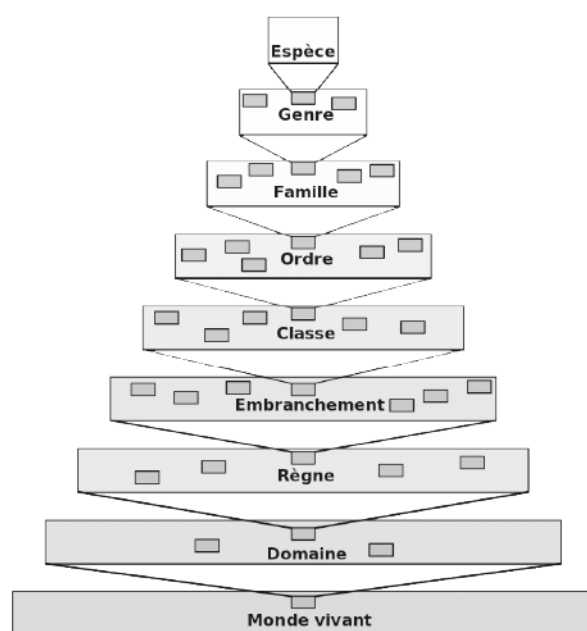 Espèce
Genre
Famille
Ordre
Classe
Embranchement
Règne
Domaine
Monde vivant